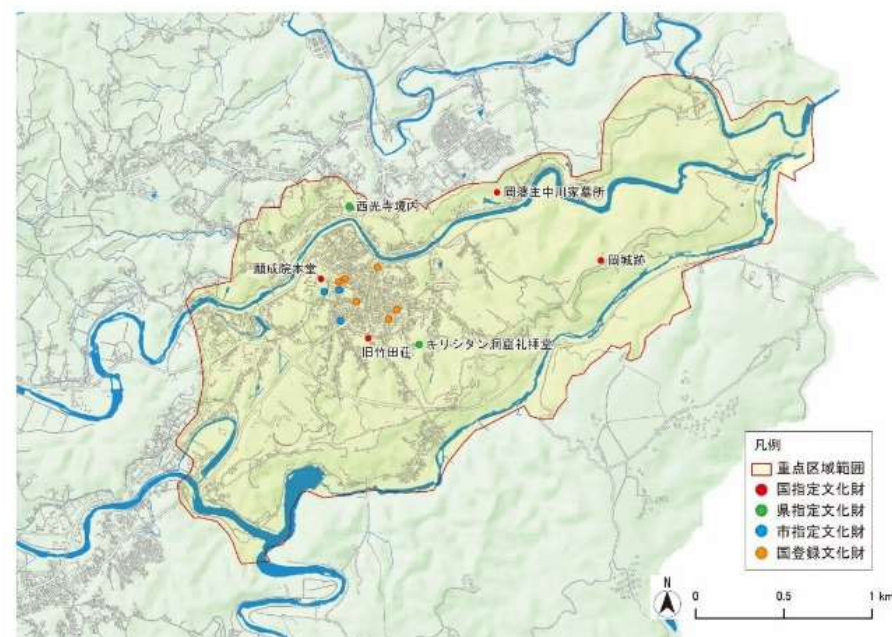 西光寺境内
岡藩主中川家墓所
願成院本堂
岡城跡
旧竹田荘
キリシタン洞窟礼拝堂
凡例
重点区域範囲
国指定文化財
県指定文化財
市指定文化財
国登録文化財
N
0 0.5 1 km